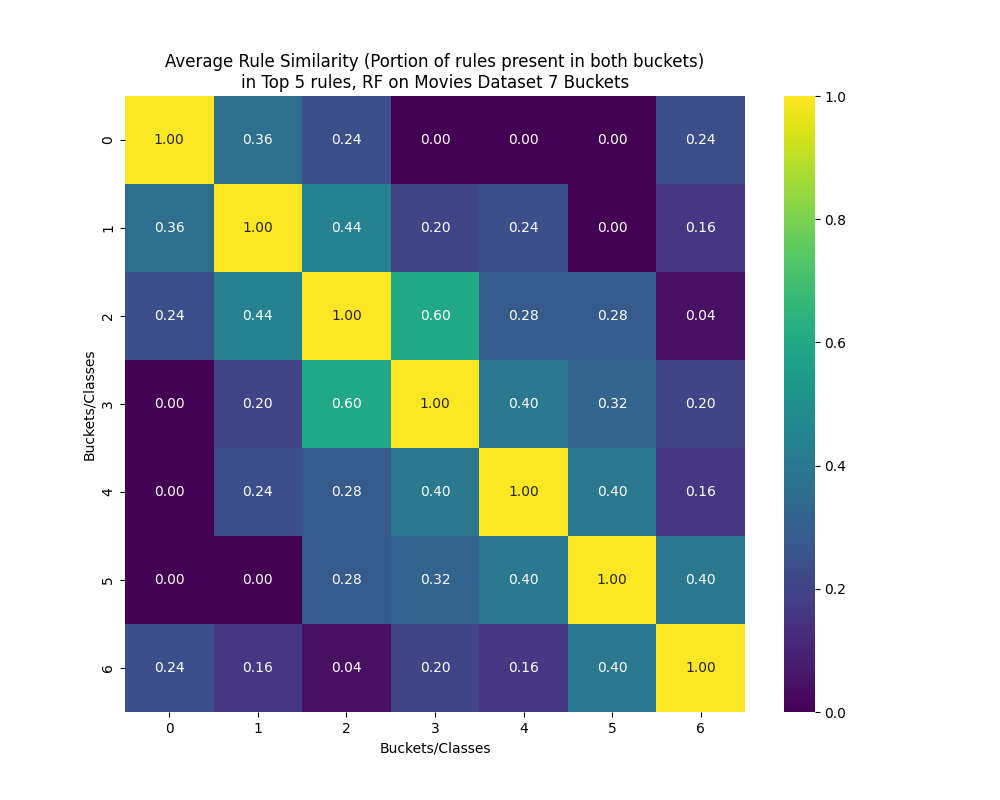 Average Rule Similarity (Portion of rules present in both buckets)
in Top 5 rules, RF on Movies Dataset 7 Buckets
0 1.00 0.36 0.24 0.00 0.00 0.00 0.24
1 0.36 1.00 0.44 0.20 0.24 0.00 0.16
2 0.24 0.44 1.00 0.60 0.28 0.28 0.04
3 0.00 0.20 0.60 1.00 0.40 0.32 0.20
4 0.00 0.24 0.28 0.40 1.00 0.40 0.16
5 0.00 0.00 0.28 0.32 0.40 1.00 0.40
6 0.24 0.16 0.04 0.20 0.16 0.40 1.00
0 1 2 3 4 5 6
Buckets/Classes
Buckets/Classes
1.0
0.8
0.6
0.4
0.2
0.0